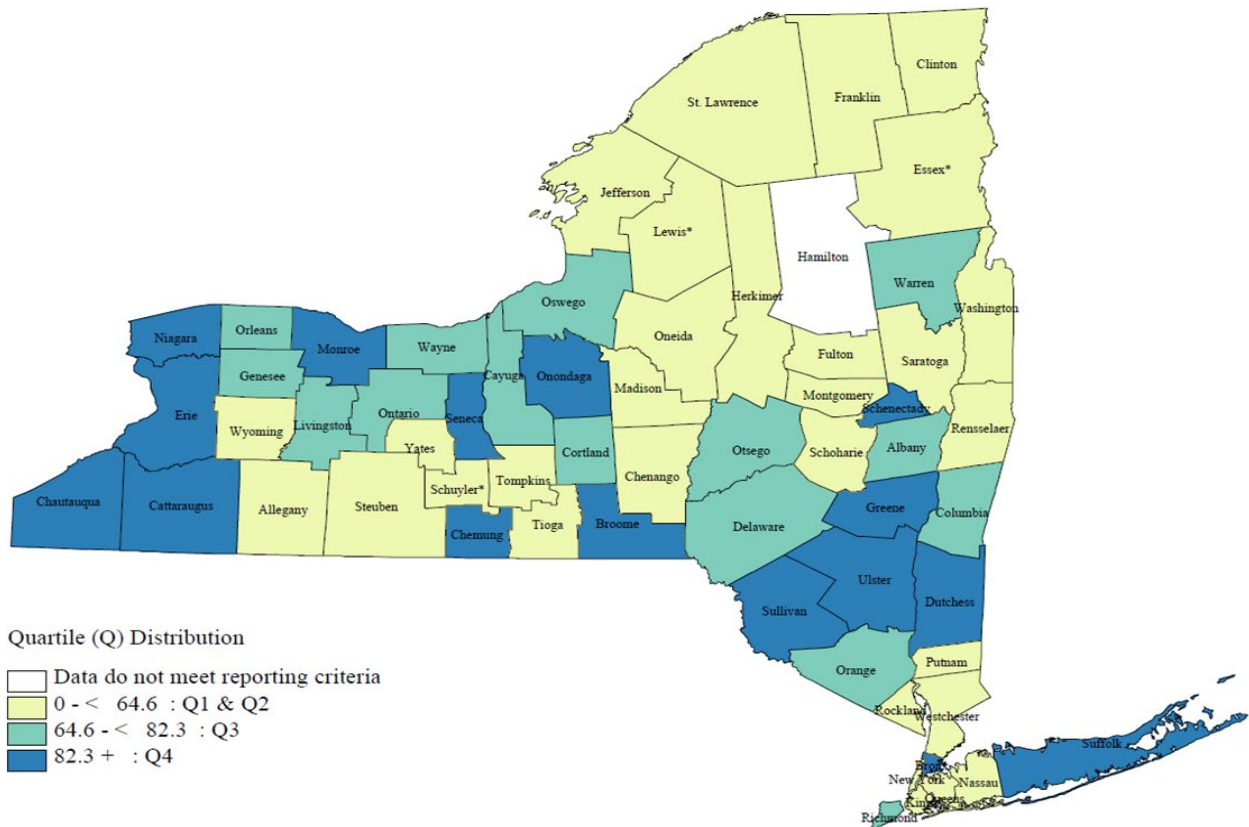 Clinton
St. Lawrence
Franklin
Essex*
Jefferson
Lewis*
Hamilton
Warren
Herkimer
Oswego
Washington
Orleans
Niagara
Monroe
Wayne
Oneida
Fulton
Saratoga
Genesee
Cayuga
Onondaga
Madison
Montgomery
Schenectady
Erie
Ontario
Seneca
Livingston
Wyoming
Rensselaer
Yates
Cortland
Otsego
Schoharie
Albany
Tompkins
Chenango
Schuyler*
Chautauqua
Cattaraugus
Allegany
Steuben
Greene
Columbia
Chemung
Tioga
Broome
Delaware
Ulster
Dutchess
Sullivan
Quartile (Q) Distribution
Putnam
Orange
Data do not meet reporting criteria
0 - < 64.6 : Q1 & Q2
Rockland
Westchester
64.6 - < 82.3 : Q3
Suffolk
82.3 + : Q4
New York
Nassau
Richmond